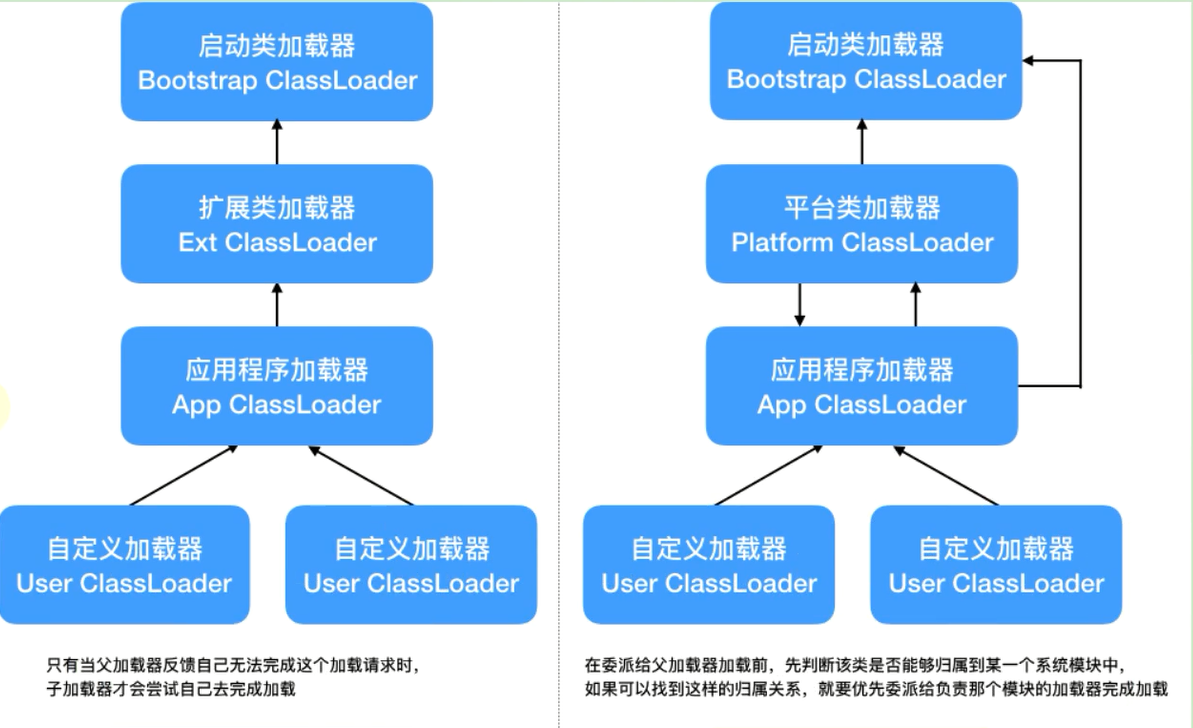 启动类加载器
Bootstrap ClassLoader
扩展类加载器
Ext ClassLoader
应用程序加载器
App ClassLoader
自定义加载器
User ClassLoader
自定义加载器
User ClassLoader
只有当父加载器反馈自己无法完成这个加载请求时，
子加载器才会尝试自己去完成加载
启动类加载器
Bootstrap ClassLoader
平台类加载器
Platform ClassLoader
应用程序加载器
App ClassLoader
自定义加载器
User ClassLoader
自定义加载器
User ClassLoader
在委派给父加载器加载前，先判断该类是否能够归属到某一个系统模块中，
如果可以找到这样的归属关系，就要优先委派给负责那个模块的加载器完成加载